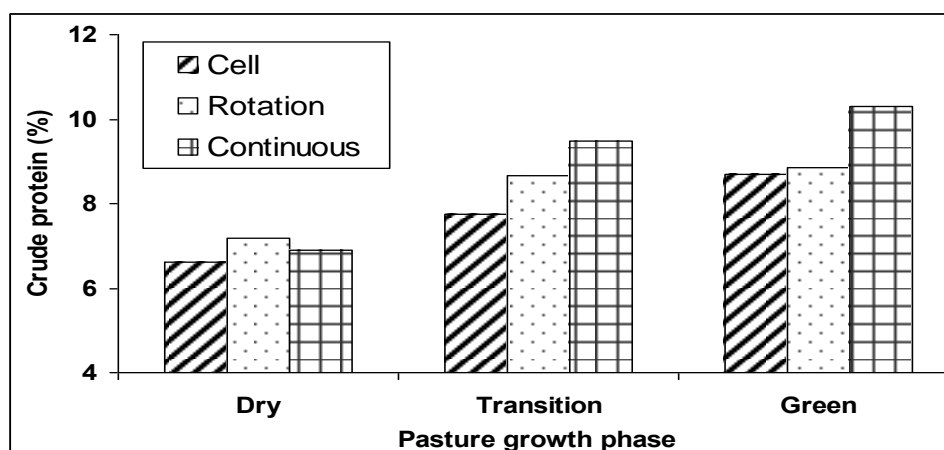 12
10
8
6
4
Crude protein (%)
Cell
Rotation
Continuous
Dry Transition Green
Pasture growth phase